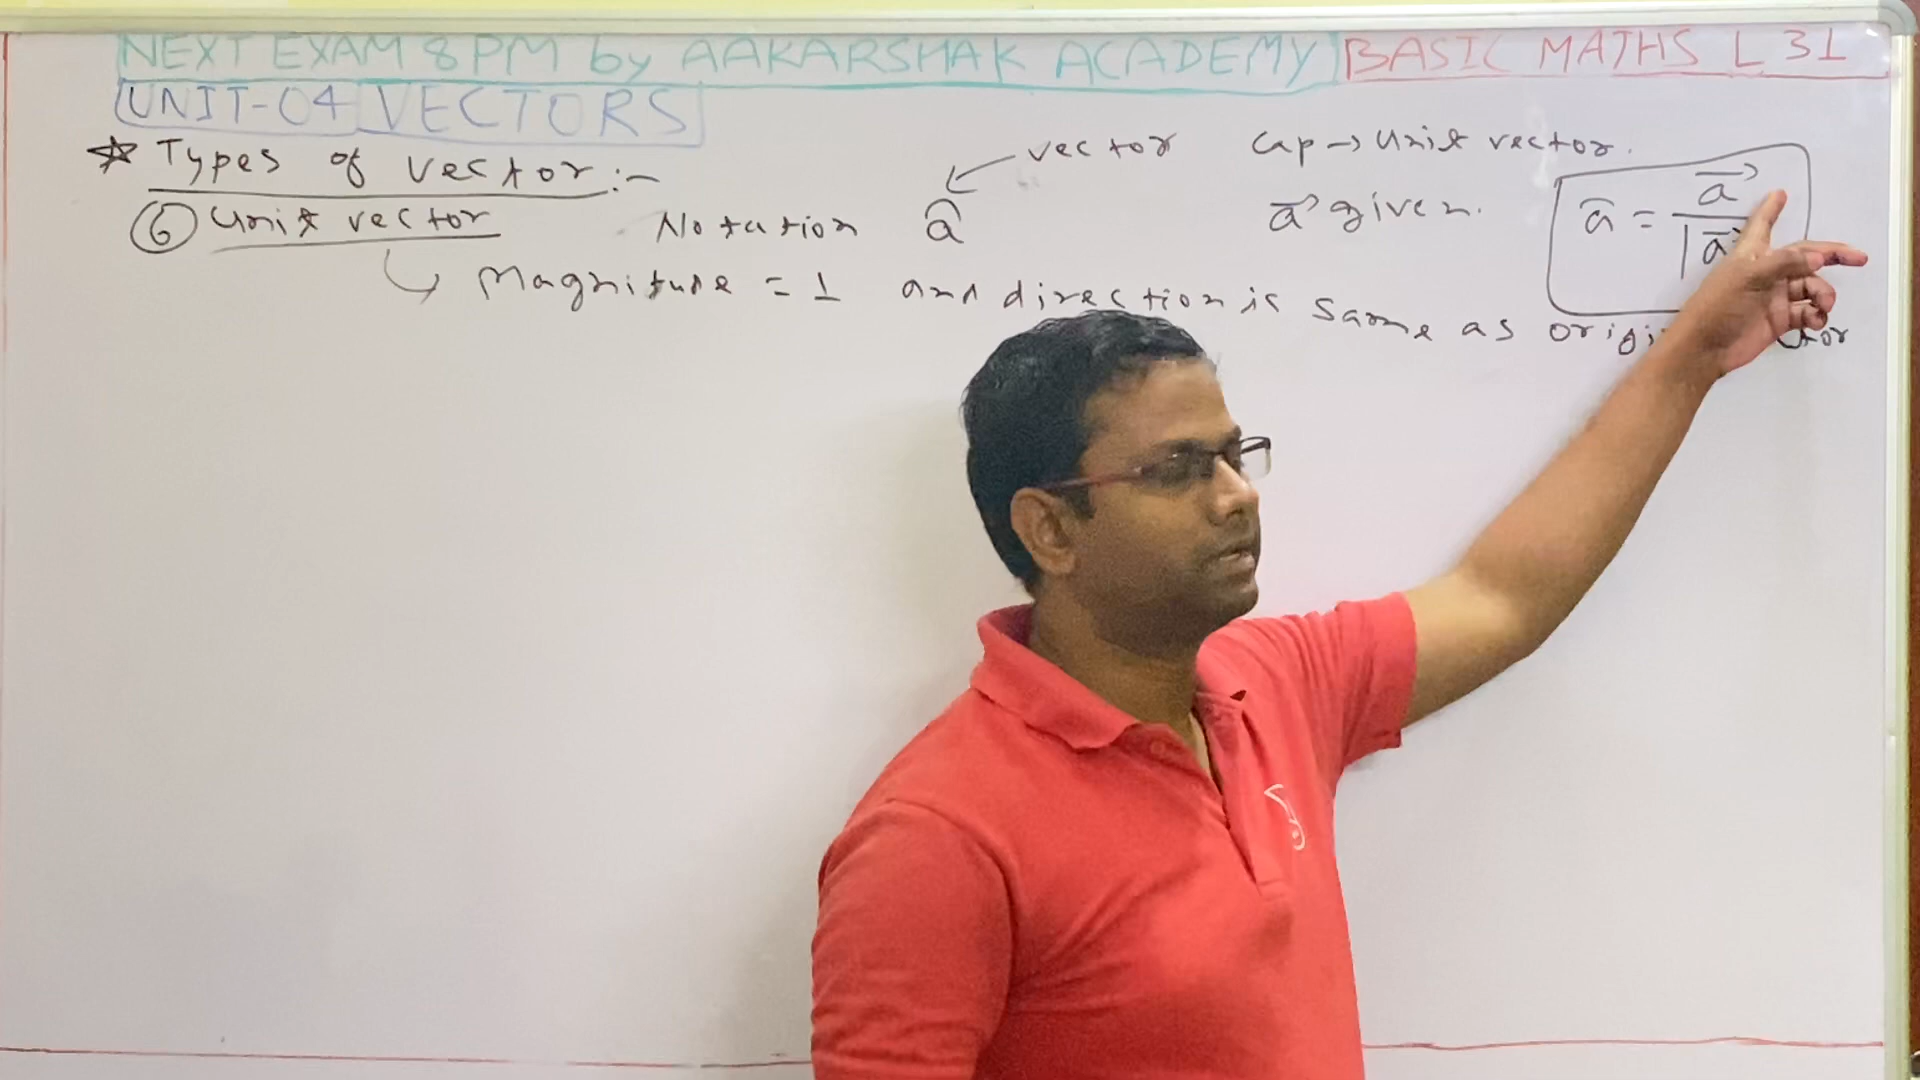 NEXT EXAM 8PM by AAKARSHAK ACADEMY BASIC MATHS L 31
UNIT-04 VECTORS
☆ Types of vector :-
vector Cap → unit vector.
⑥ unit vector Notation â a⃗ given. â = a⃗ / |a⃗
Magnitude = 1 and direction is same as